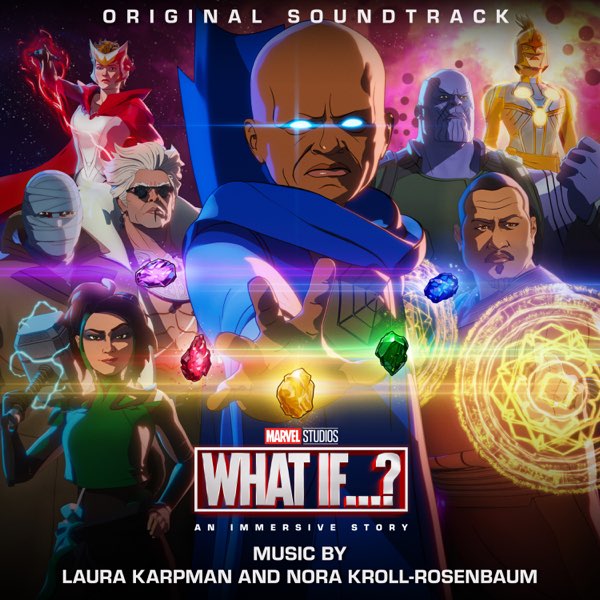 ORIGINAL SOUNDTRACK
MARVEL STUDIOS
WHAT IF...?
AN IMMERSIVE STORY
MUSIC BY
LAURA KARPMAN AND NORA KROLL-ROSENBAUM